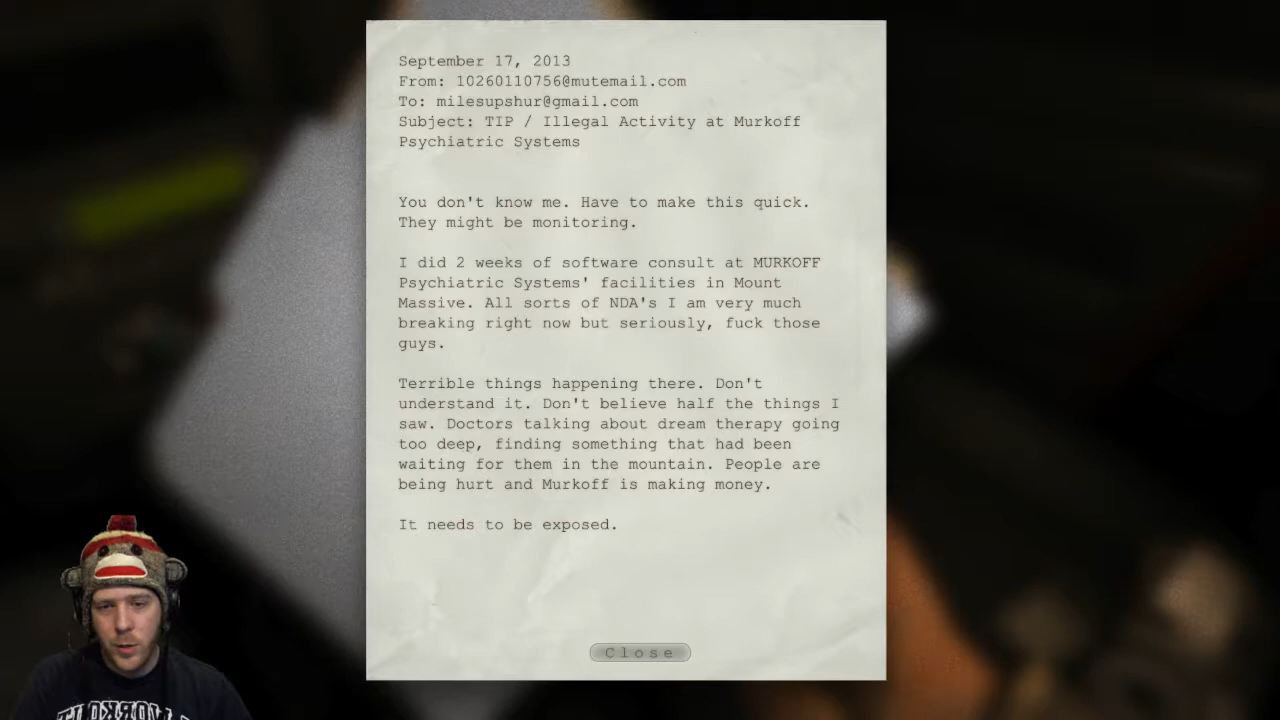 September 17, 2013
From: 10260110756@mutemail.com
To: milesupshur@gmail.com
Subject: TIP / Illegal Activity at Murkoff
Psychiatric Systems
You don't know me. Have to make this quick.
They might be monitoring.
I did 2 weeks of software consult at MURKOFF
Psychiatric Systems' facilities in Mount
Massive. All sorts of NDA's I am very much
breaking right now but seriously, fuck those
guys.
Terrible things happening there. Don't
understand it. Don't believe half the things I
saw. Doctors talking about dream therapy going
too deep, finding something that had been
waiting for them in the mountain. People are
being hurt and Murkoff is making money.
It needs to be exposed.
Close